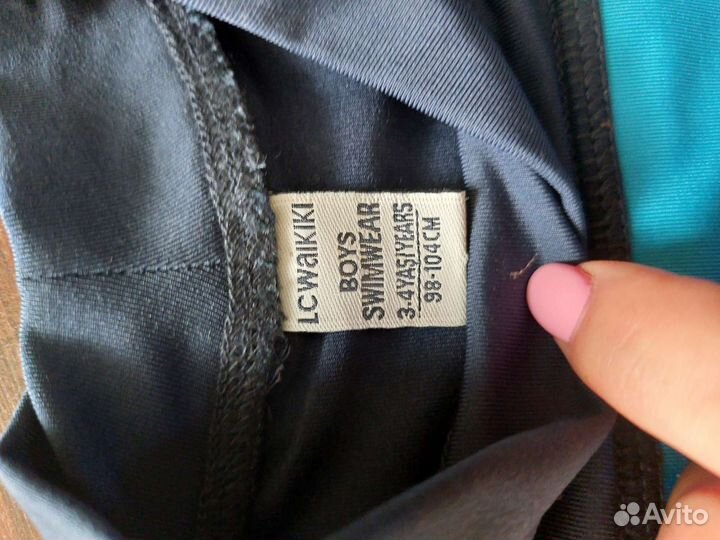 LCWAIKIKI
BOYS
SWIMWEAR
3-4YAS/YEARS
98-104CM
Avito